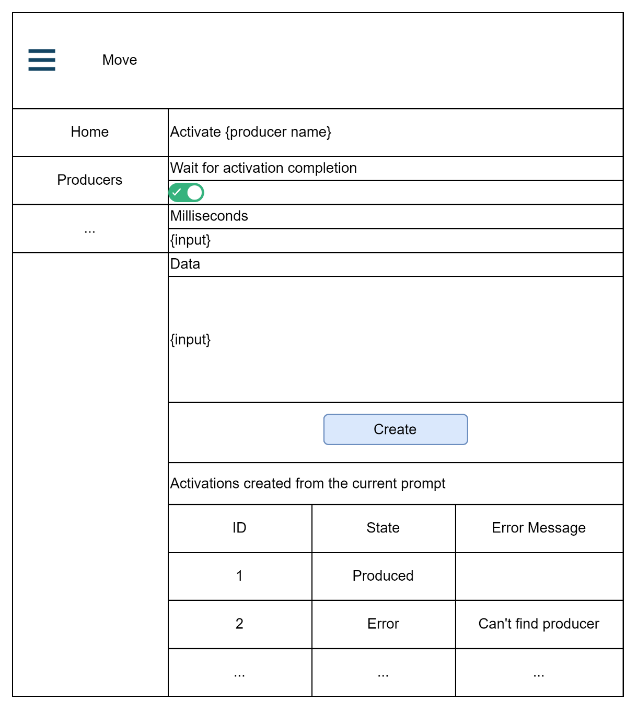 Move
Home
Activate {producer name}
Producers
Wait for activation completion
...
Milliseconds
{input}
Data
{input}
Create
Activations created from the current prompt
ID State Error Message
1 Produced
2 Error Can't find producer
... ... ...